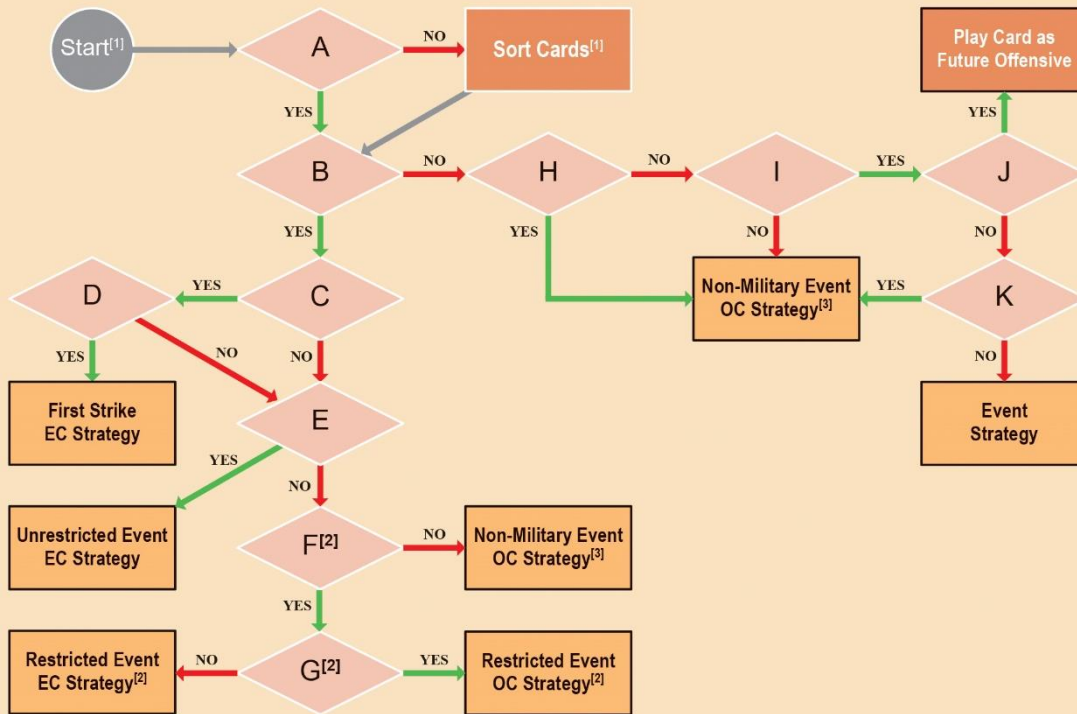 Start[1]
A
NO
Sort Cards[1]
Play Card as
Future Offensive
YES
YES
B
NO
H
NO
I
YES
J
YES
YES
NO
NO
D
YES
C
Non-Military Event
OC Strategy[3]
YES
K
NO
YES
NO
NO
First Strike
EC Strategy
E
Event
Strategy
YES
NO
Unrestricted Event
EC Strategy
F[2]
NO
Non-Military Event
OC Strategy[3]
YES
Restricted Event
EC Strategy[2]
NO
G[2]
YES
Restricted Event
OC Strategy[2]